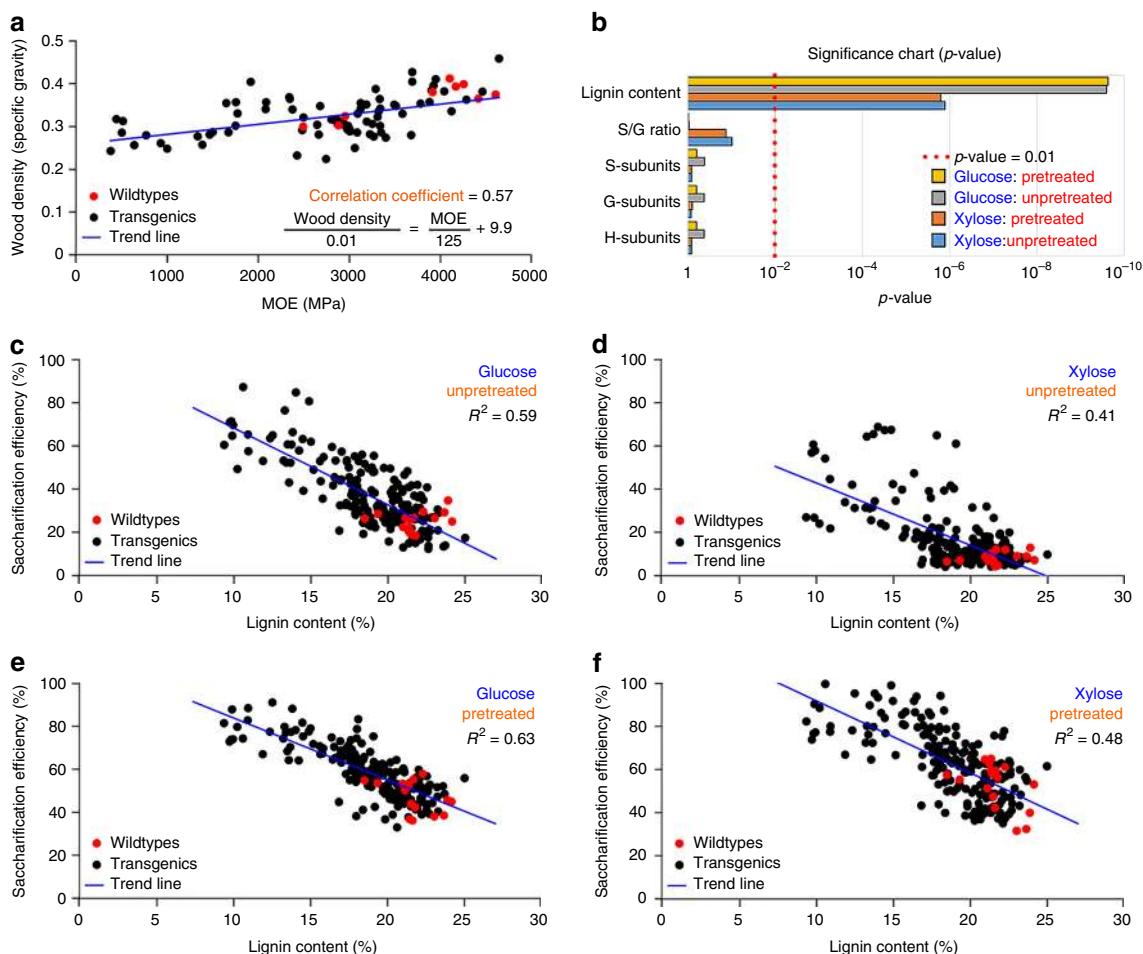 a
Wood density (specific gravity)
0.5
0.4
0.3
0.2
0.1
0
Wildtypes
Transgenics
Trend line
Correlation coefficient = 0.57
Wood density / 0.01 = MOE / 125 + 9.9
0 1000 2000 3000 4000 5000
MOE (MPa)
b
Significance chart (p-value)
Lignin content
S/G ratio
S-subunits
G-subunits
H-subunits
p-value = 0.01
Glucose: pretreated
Glucose: unpretreated
Xylose: pretreated
Xylose:unpretreated
1 10⁻² 10⁻⁴ 10⁻⁶ 10⁻⁸ 10⁻¹⁰
p-value
c
Saccharification efficiency (%)
100
80
60
40
20
0
Glucose
unpretreated
R² = 0.59
Wildtypes
Transgenics
Trend line
0 5 10 15 20 25 30
Lignin content (%)
d
Saccharification efficiency (%)
100
80
60
40
20
0
Xylose
unpretreated
R² = 0.41
Wildtypes
Transgenics
Trend line
0 5 10 15 20 25 30
Lignin content (%)
e
Saccharification efficiency (%)
100
80
60
40
20
0
Glucose
pretreated
R² = 0.63
Wildtypes
Transgenics
Trend line
0 5 10 15 20 25 30
Lignin content (%)
f
Saccharification efficiency (%)
100
80
60
40
20
0
Xylose
pretreated
R² = 0.48
Wildtypes
Transgenics
Trend line
0 5 10 15 20 25 30
Lignin content (%)